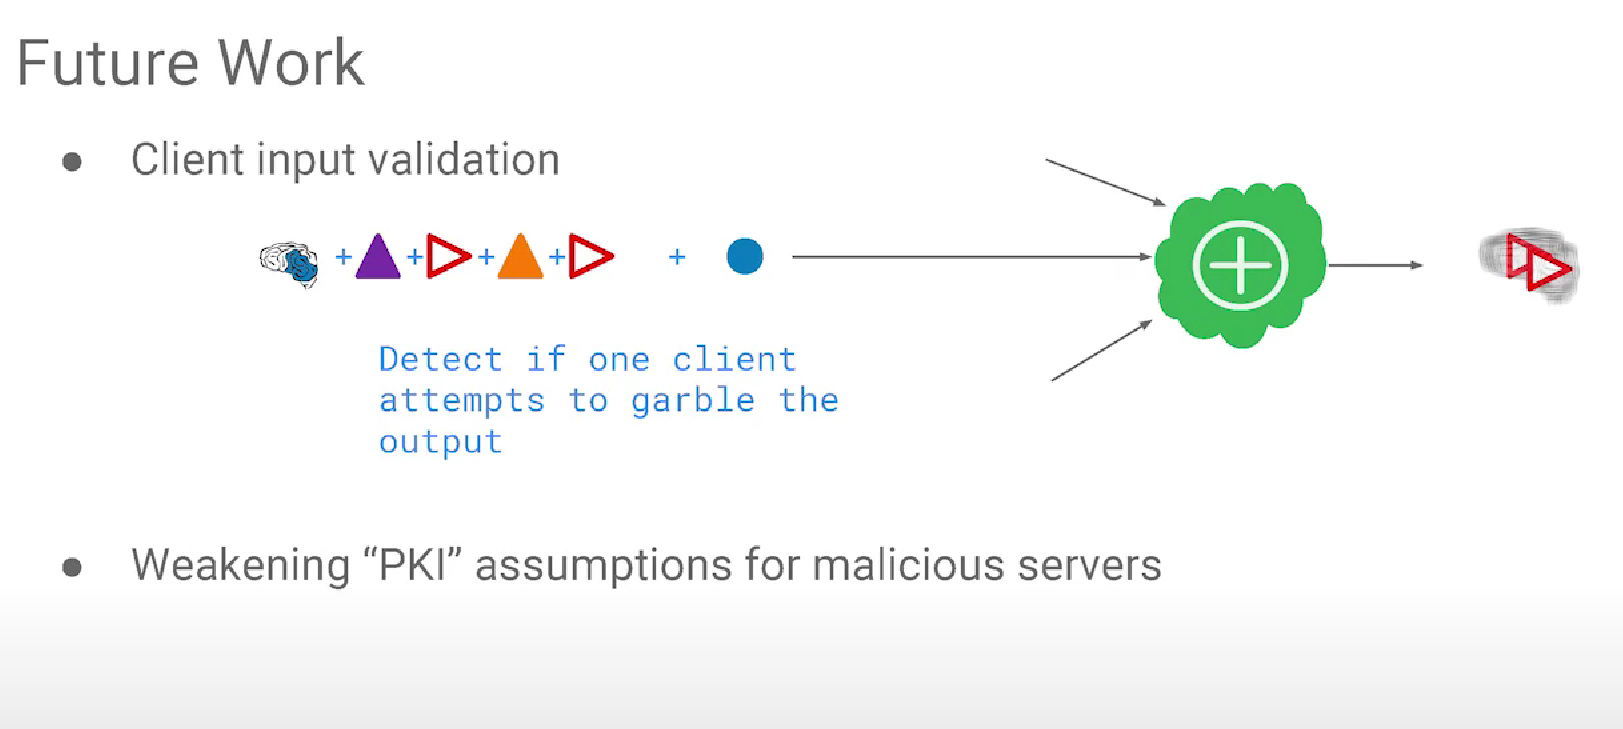 Future Work
● Client input validation
+ + + + +
Detect if one client
attempts to garble the
output
● Weakening “PKI” assumptions for malicious servers